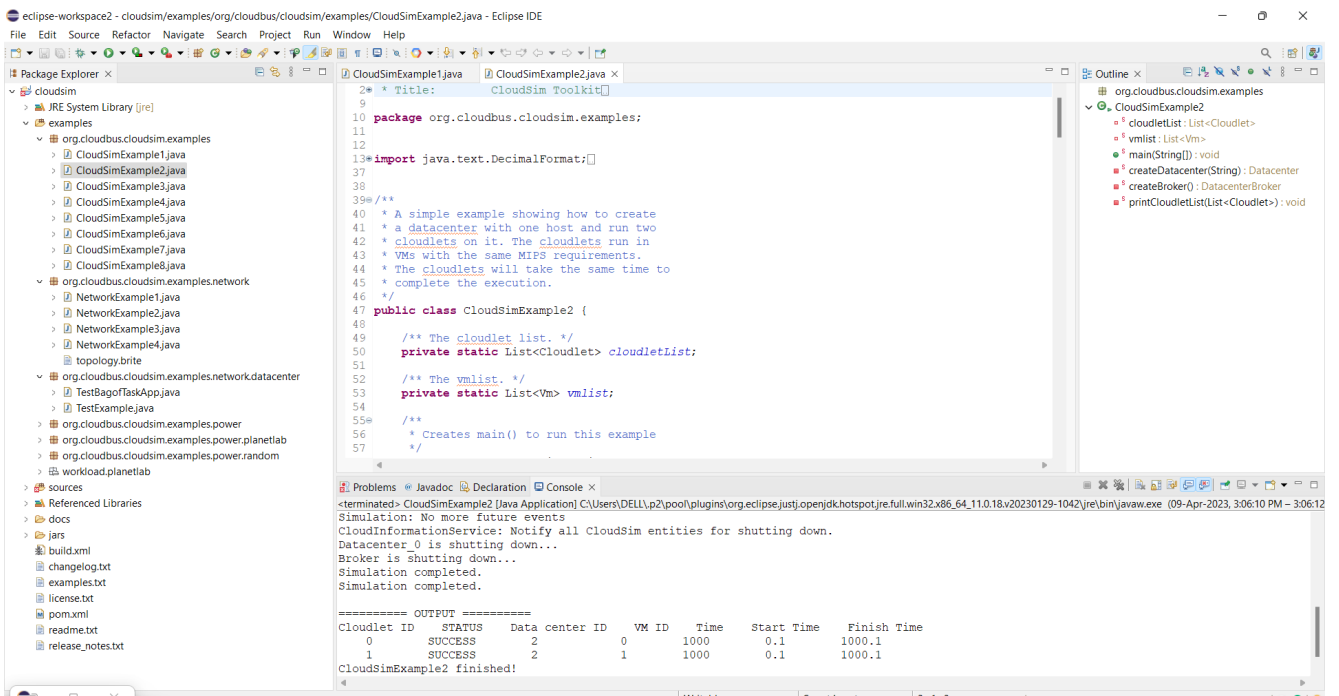 eclipse-workspace2 - cloudsim/examples/org/cloudbus/cloudsim/examples/CloudSimExample2.java - Eclipse IDE
File Edit Source Refactor Navigate Search Project Run Window Help
Package Explorer
cloudsim
JRE System Library [jre]
examples
org.cloudbus.cloudsim.examples
CloudSimExample1.java
CloudSimExample2.java
CloudSimExample3.java
CloudSimExample4.java
CloudSimExample5.java
CloudSimExample6.java
CloudSimExample7.java
CloudSimExample8.java
org.cloudbus.cloudsim.examples.network
NetworkExample1.java
NetworkExample2.java
NetworkExample3.java
NetworkExample4.java
topology.brite
org.cloudbus.cloudsim.examples.network.datacenter
TestBagofTaskApp.java
TestExample.java
org.cloudbus.cloudsim.examples.power
org.cloudbus.cloudsim.examples.power.planetlab
org.cloudbus.cloudsim.examples.power.random
workload.planetlab
sources
Referenced Libraries
docs
jars
build.xml
changelog.txt
examples.txt
license.txt
pom.xml
readme.txt
release_notes.txt
CloudSimExample1.java CloudSimExample2.java
2 * Title: CloudSim Toolkit
9
10 package org.cloudbus.cloudsim.examples;
11
12
13 import java.text.DecimalFormat;
37
38
39 /**
40 * A simple example showing how to create
41 * a datacenter with one host and run two
42 * cloudlets on it. The cloudlets run in
43 * VMs with the same MIPS requirements.
44 * The cloudlets will take the same time to
45 * complete the execution.
46 */
47 public class CloudSimExample2 {
48
49 /** The cloudlet list. */
50 private static List<Cloudlet> cloudletList;
51
52 /** The vmlist. */
53 private static List<Vm> vmlist;
54
55 /**
56 * Creates main() to run this example
57 */
Outline
org.cloudbus.cloudsim.examples
CloudSimExample2
cloudletList : List<Cloudlet>
vmlist : List<Vm>
main(String[]) : void
createDatacenter(String) : Datacenter
createBroker() : DatacenterBroker
printCloudletList(List<Cloudlet>) : void
Problems Javadoc Declaration Console
<terminated> CloudSimExample2 [Java Application] C:\Users\DELL\.p2\pool\plugins\org.eclipse.justj.openjdk.hotspot.jre.full.win32.x86_64_11.0.18.v20230129-1042\jre\bin\javaw.exe (09-Apr-2023, 3:06:10 PM – 3:06:12
Simulation: No more future events
CloudInformationService: Notify all CloudSim entities for shutting down.
Datacenter_0 is shutting down...
Broker is shutting down...
Simulation completed.
Simulation completed.
========== OUTPUT ==========
Cloudlet ID STATUS Data center ID VM ID Time Start Time Finish Time
0 SUCCESS 2 0 1000 0.1 1000.1
1 SUCCESS 2 1 1000 0.1 1000.1
CloudSimExample2 finished!